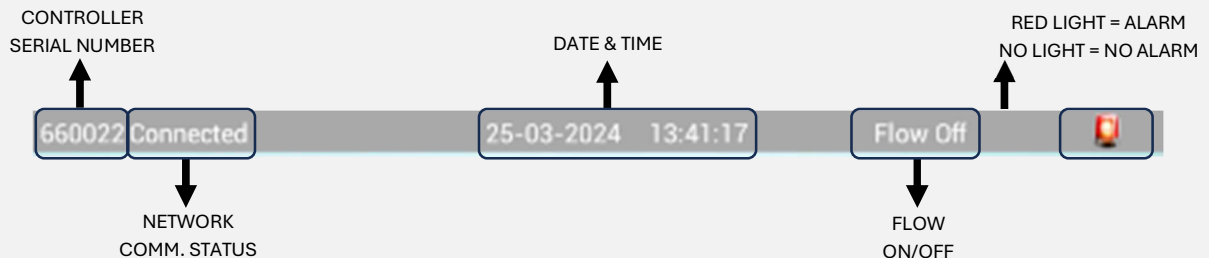 CONTROLLER
SERIAL NUMBER
DATE & TIME
RED LIGHT = ALARM
NO LIGHT = NO ALARM
660022 Connected 25-03-2024 13:41:17 Flow Off
NETWORK
COMM. STATUS
FLOW
ON/OFF